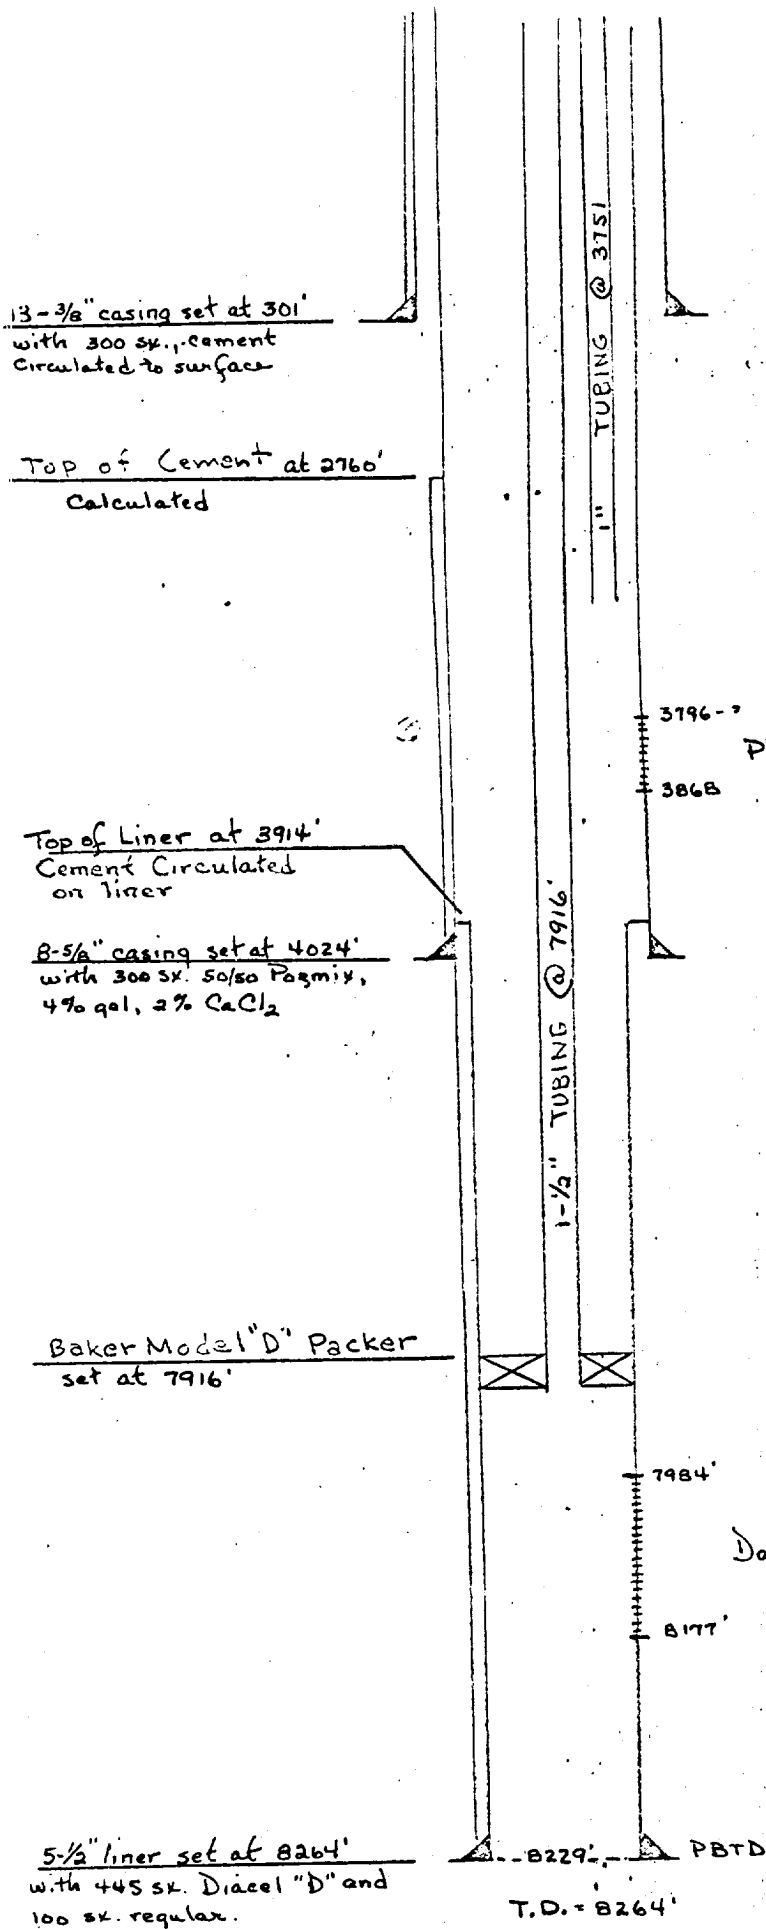 1" TUBING @ 3751
13-3/8" casing set at 301'
with 300 sx., cement
Circulated to surface
Top of Cement at 2760'
Calculated
3796-
P
3868
Top of Liner at 3914'
Cement Circulated
on liner
8-5/8" casing set at 4024'
with 300 sx. 50/50 Pozmix,
4% gel, 2% CaCl2
1-1/2" TUBING @ 7916'
Baker Model "D" Packer
set at 7916'
7984'
Da
8177'
5-1/2" liner set at 8264'
with 445 sx. Diacel "D" and
100 sx. regular.
8229'
PBTD
T.D. = 8264'